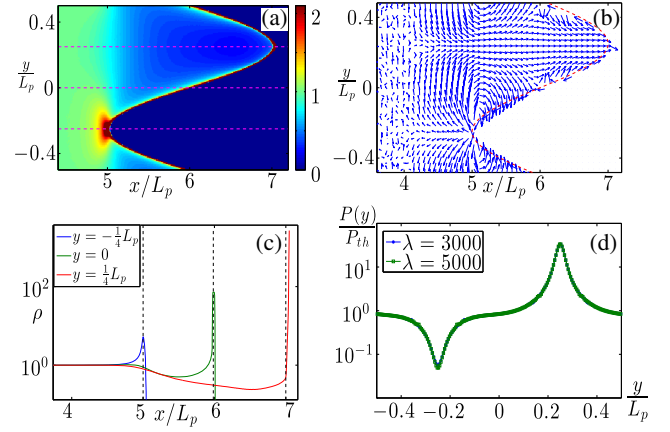 (a)
0.4
0
−0.4
y/L_p
5
6
7
x/L_p
2
1
0
(b)
0.4
0
−0.4
y/L_p
4
5
6
7
x/L_p
(c)
y = −1/4 L_p
y = 0
y = 1/4 L_p
10^2
ρ
10^0
4
5
6
7
x/L_p
(d)
P(y)/P_th
λ = 3000
λ = 5000
10^1
10^0
10^−1
−0.4
−0.2
0
0.2
0.4
y/L_p